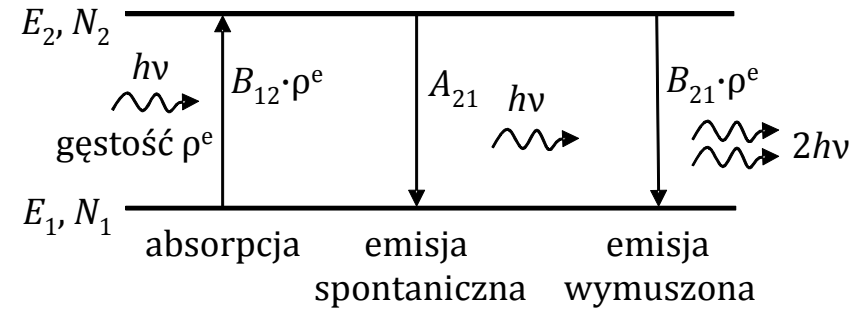 E₂, N₂
hν
B₁₂·ρᵉ
A₂₁
hν
B₂₁·ρᵉ
gęstość ρᵉ
2hν
E₁, N₁
absorpcja
emisja
spontaniczna
emisja
wymuszona